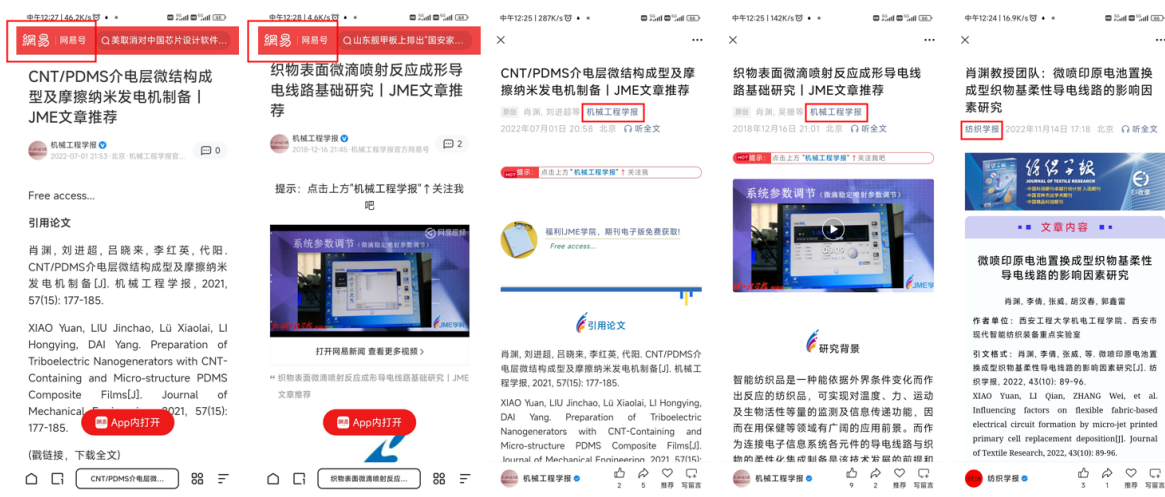 中午12:27 | 46.2K/s
網易 | 网易号
美取消对中国芯片设计软件...
CNT/PDMS介电层微结构成
型及摩擦纳米发电机制备丨
JME文章推荐
机械工程学报
2022-07-01 21:53·北京·机械工程学报官...
0
Free access...
引用论文
肖渊, 刘进超, 吕晓来, 李红英, 代阳.
CNT/PDMS介电层微结构成型及摩擦纳米
发电机制备[J]. 机械工程学报, 2021,
57(15): 177-185.
XIAO Yuan, LIU Jinchao, Lü Xiaolai, LI
Hongying, DAI Yang. Preparation of
Triboelectric Nanogenerators with CNT-
Containing and Micro-structure PDMS
Composite Films[J]. Journal of
Mechanical 2021, 57(15):
177-185.
App内打开
(戳链接，下载全文)
CNT/PDMS介电层微...
中午12:28 | 4.6K/s
網易 | 网易号
山东舰甲板上排出"国安家...
织物表面微滴喷射反应成形导
电线路基础研究丨JME文章推
荐
机械工程学报
2018-12-16 21:45·机械工程学报官方网易号
2
提示：点击上方"机械工程学报"↑关注我
吧
网易视频
系统参数调节（微滴稳定喷射参数）
JME学院
打开网易新闻 查看更多视频
织物表面微滴喷射反应成形导电线路基础研究丨JME
文章推荐
App内打开
织物表面微滴喷射反应...
中午12:25 | 287K/s
CNT/PDMS介电层微结构成型及摩
擦纳米发电机制备丨JME文章推荐
原创 肖渊, 刘进超等 机械工程学报
2022年07月01日 20:58 北京 听全文
HOT 提示：点击上方"机械工程学报"↑关注我
福利|JME学院，期刊电子版免费获取!
Free access...
引用论文
肖渊, 刘进超, 吕晓来, 李红英, 代阳. CNT/PDMS介
电层微结构成型及摩擦纳米发电机制备[J]. 机械工
程学报, 2021, 57(15): 177-185.
XIAO Yuan, LIU Jinchao, Lü Xiaolai, LI Hongying,
DAI Yang. Preparation of Triboelectric
Nanogenerators with CNT-Containing and
Micro-structure PDMS Composite Films[J].
Journal of Mechanical Engineering, 2021, 57(15):
机械工程学报
2 5 推荐 写留言
中午12:25 | 142K/s
织物表面微滴喷射反应成形导电线
路基础研究丨JME文章推荐
原创 肖渊, 吴姗等 机械工程学报
2018年12月16日 21:01 北京 听全文
HOT 提示：点击上方"机械工程学报"↑关注我吧
系统参数调节（微滴稳定喷射参数）
JME学院
研究背景
智能纺织品是一种能依据外界条件变化而作
出反应的纺织品，可实现对温度、力、运动
及生物活性等量的监测及信息传递功能，因
而在用保健等领域有广阔的应用前景。而作
为连接电子信息系统各元件的导电线路与织
物的柔性化集成制备是该技术发展的前提和
机械工程学报
9 2 推荐 写留言
中午12:24 | 16.9K/s
肖渊教授团队：微喷印原电池置换
成型织物基柔性导电线路的影响因
素研究
纺织学报 2022年11月14日 17:18 北京 听全文
纺织学报
JOURNAL OF TEXTILE RESEARCH
文章内容
微喷印原电池置换成型织物基柔性
导电线路的影响因素研究
肖渊, 李倩, 张威, 胡汉春, 郭鑫雷
作者单位：西安工程大学机电工程学院、西安市
现代智能纺织装备重点实验室
引文格式：肖渊, 李倩, 张威, 等. 微喷印原电池置
换成型织物基柔性导电线路的影响因素研究[J]. 纺
织学报, 2022, 43(10): 89-96.
XIAO Yuan, LI Qian, ZHANG Wei, et al.
Influencing factors on flexible fabric-based
electrical circuit formation by micro-jet printed
primary cell replacement deposition[J]. Journal
of Textile Research, 2022, 43(10): 89-96.
纺织学报
3 1 推荐 写留言